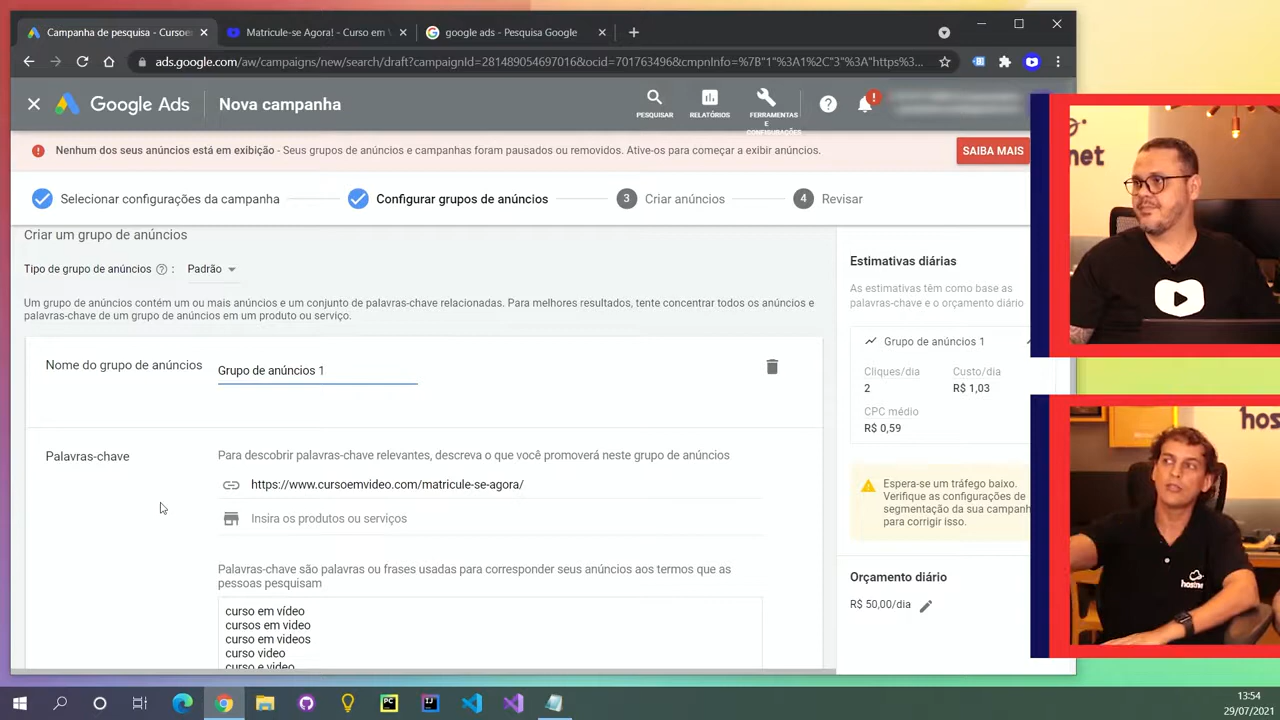 Campanha de pesquisa - Cursoe
Matricule-se Agora! - Curso em V
google ads - Pesquisa Google
ads.google.com/aw/campaigns/new/search/draft?campaignId=281489054697016&ocid=701763496&cmpnInfo=%7B"1"%3A1%2C"3"%3A"https%3...
Google Ads
Nova campanha
PESQUISAR
RELATÓRIOS
FERRAMENTAS
E
CONFIGURAÇÕES
Nenhum dos seus anúncios está em exibição - Seus grupos de anúncios e campanhas foram pausados ou removidos. Ative-os para começar a exibir anúncios.
SAIBA MAIS
Selecionar configurações da campanha
Configurar grupos de anúncios
3 Criar anúncios
4 Revisar
Criar um grupo de anúncios
Tipo de grupo de anúncios : Padrão
Um grupo de anúncios contém um ou mais anúncios e um conjunto de palavras-chave relacionadas. Para melhores resultados, tente concentrar todos os anúncios e
palavras-chave de um grupo de anúncios em um produto ou serviço.
Nome do grupo de anúncios
Grupo de anúncios 1
Palavras-chave
Para descobrir palavras-chave relevantes, descreva o que você promoverá neste grupo de anúncios
https://www.cursoemvideo.com/matricule-se-agora/
Insira os produtos ou serviços
Palavras-chave são palavras ou frases usadas para corresponder seus anúncios aos termos que as
pessoas pesquisam
curso em vídeo
cursos em video
curso em videos
curso video
curso e video
Estimativas diárias
As estimativas têm como base as
palavras-chave e o orçamento diário
Grupo de anúncios 1
Cliques/dia
Custo/dia
2
R$ 1,03
CPC médio
R$ 0,59
Espera-se um tráfego baixo.
Verifique as configurações de
segmentação da sua campanh
para corrigir isso.
Orçamento diário
R$ 50,00/dia
net
hos
hostnet
13:54
29/07/2021